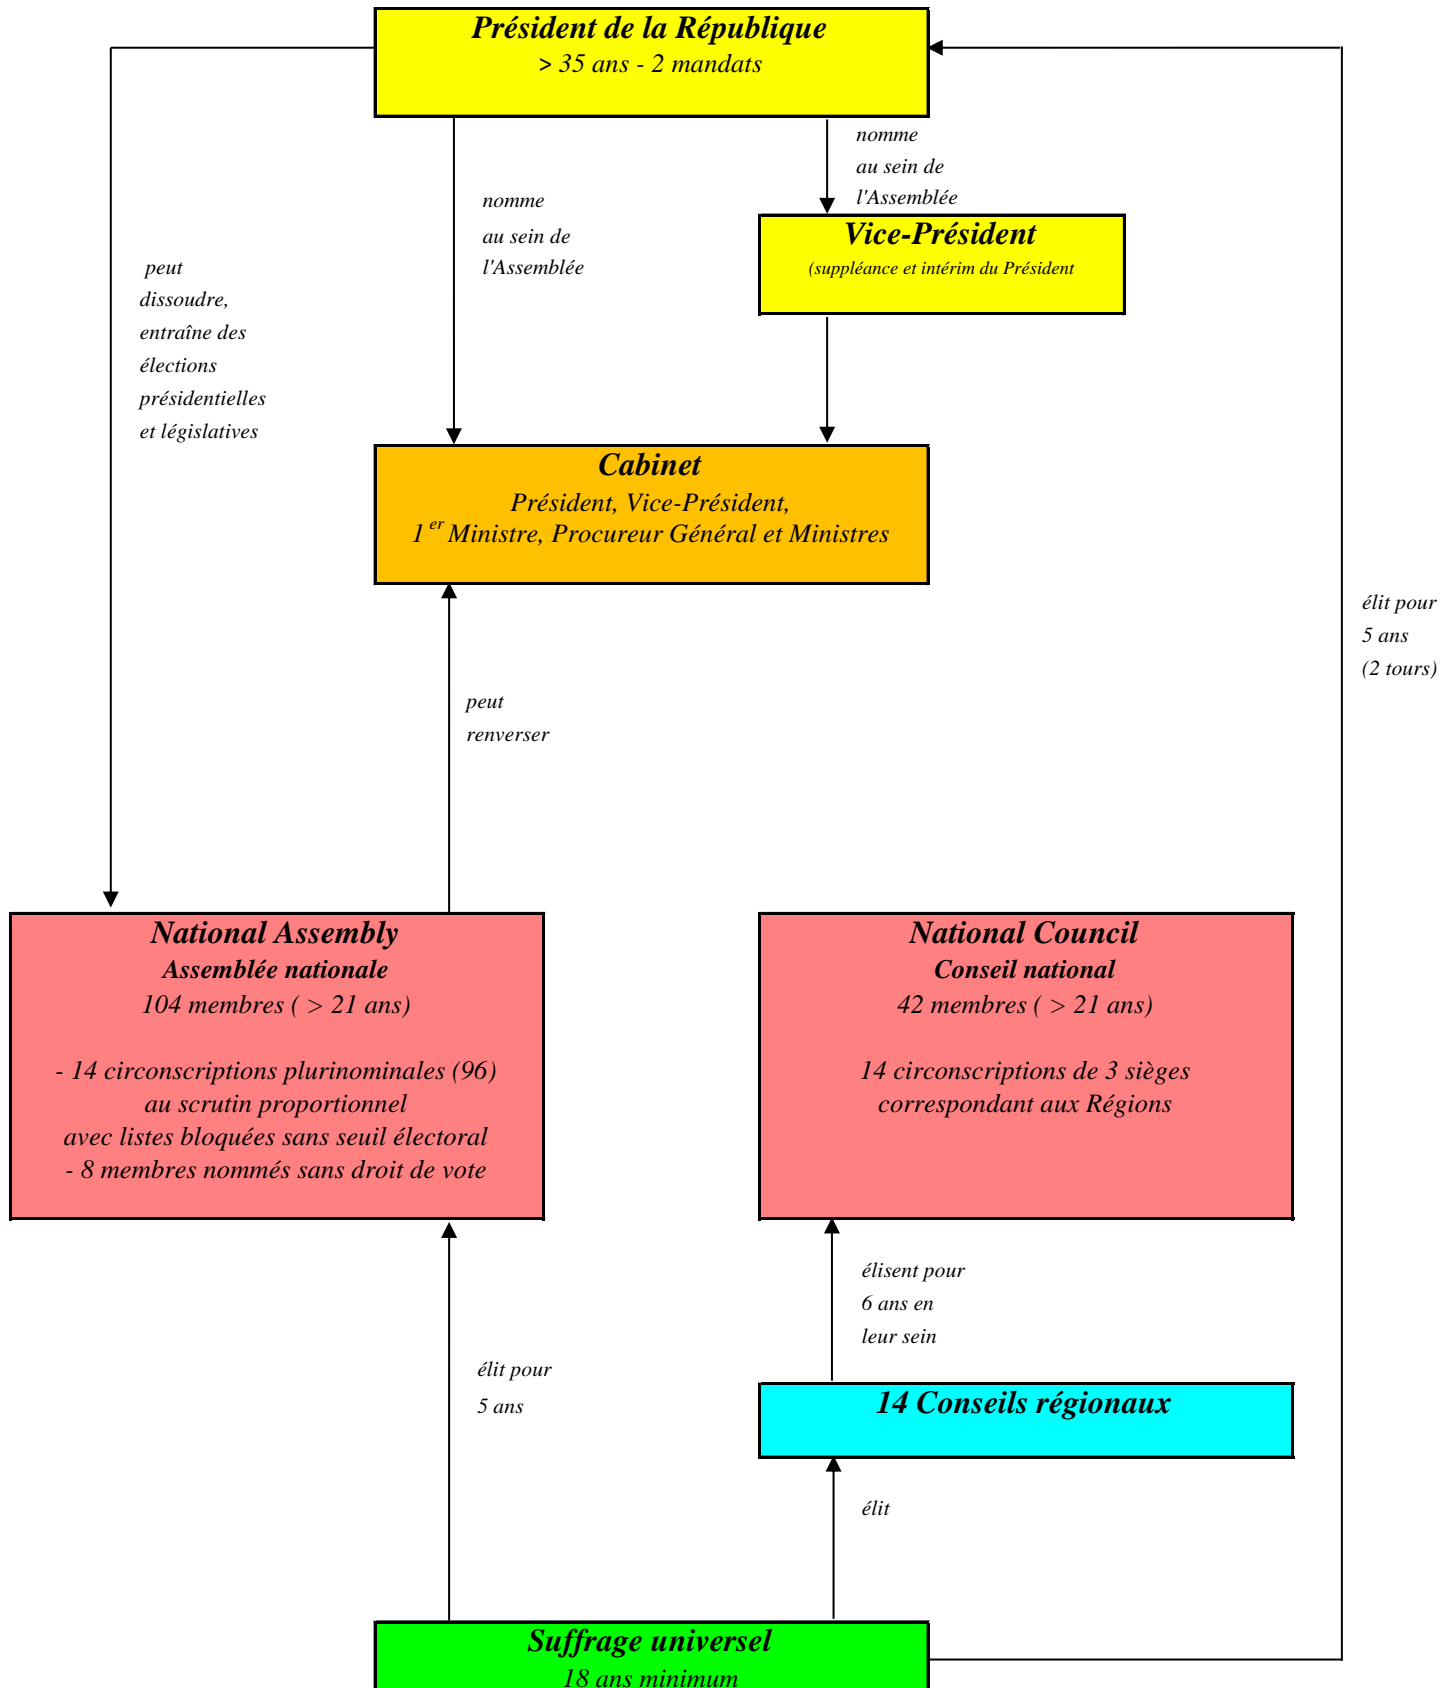 Président de la République
> 35 ans - 2 mandats
nomme
au sein de
l'Assemblée
nomme
au sein de
l'Assemblée
Vice-Président
(suppléance et intérim du Président
peut
dissoudre,
entraîne des
élections
présidentielles
et législatives
Cabinet
Président, Vice-Président,
1er Ministre, Procureur Général et Ministres
élit pour
5 ans
(2 tours)
peut
renverser
National Assembly
Assemblée nationale
104 membres ( > 21 ans)
- 14 circonscriptions plurinominales (96)
au scrutin proportionnel
avec listes bloquées sans seuil électoral
- 8 membres nommés sans droit de vote
National Council
Conseil national
42 membres ( > 21 ans)
14 circonscriptions de 3 sièges
correspondant aux Régions
élisent pour
6 ans en
leur sein
élit pour
5 ans
14 Conseils régionaux
élit
Suffrage universel
18 ans minimum